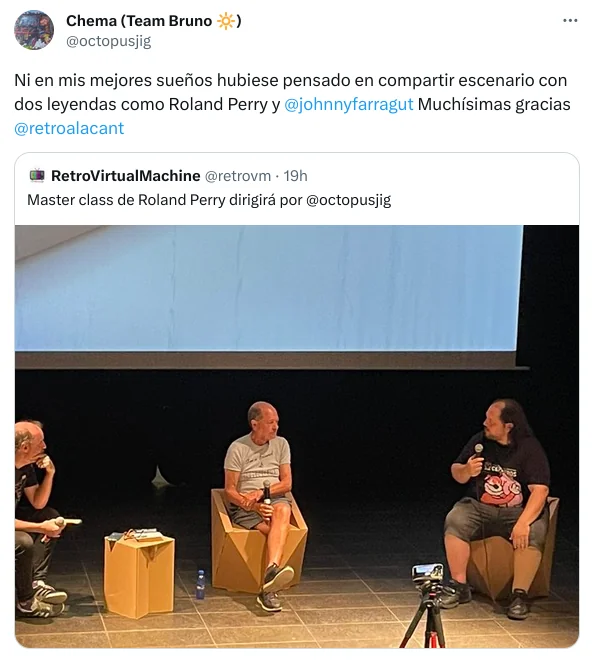 Chema (Team Bruno 🔆)
@octopusjig
Ni en mis mejores sueños hubiese pensado en compartir escenario con
dos leyendas como Roland Perry y @johnnyfarragut Muchísimas gracias
@retroalacant
RetroVirtualMachine @retrovm · 19h
Master class de Roland Perry dirigirá por @octopusjig